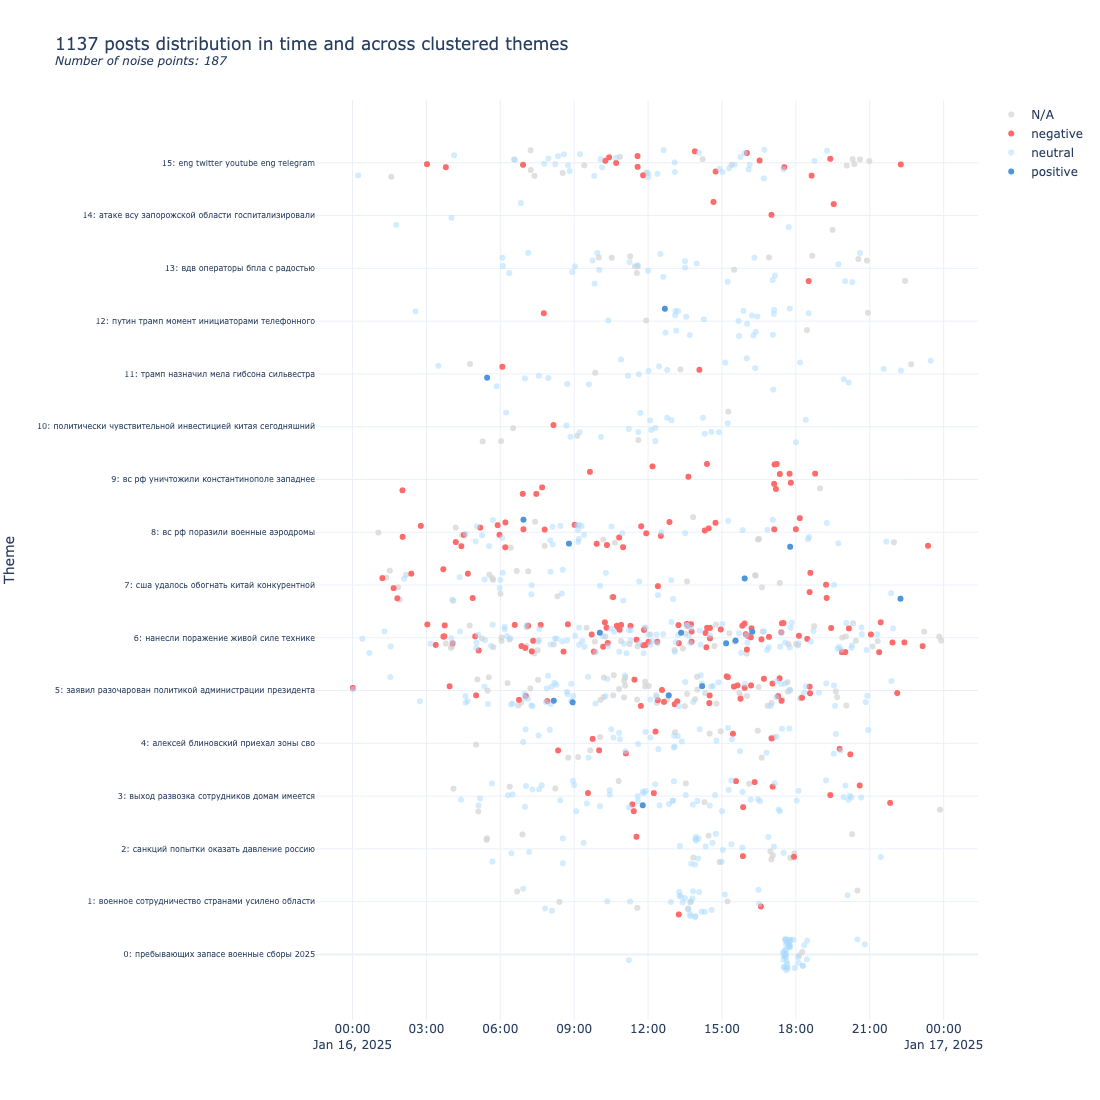 1137 posts distribution in time and across clustered themes
Number of noise points: 187
N/A
negative
neutral
positive
Theme
15: eng twitter youtube eng telegram
14: атаке всу запорожской области госпитализировали
13: вдв операторы бпла с радостью
12: путин трамп момент инициаторами телефонного
11: трамп назначил мела гибсона сильвестра
10: политически чувствительной инвестицией китая сегодняшний
9: вс рф уничтожили константинополе западнее
8: вс рф поразили военные аэродромы
7: сша удалось обогнать китай конкурентной
6: нанесли поражение живой силе технике
5: заявил разочарован политикой администрации президента
4: алексей блиновский приехал зоны сво
3: выход развозка сотрудников домам имеется
2: санкций попытки оказать давление россию
1: военное сотрудничество странами усилено области
0: пребывающих запасе военные сборы 2025
00:00 03:00 06:00 09:00 12:00 15:00 18:00 21:00 00:00
Jan 16, 2025 Jan 17, 2025